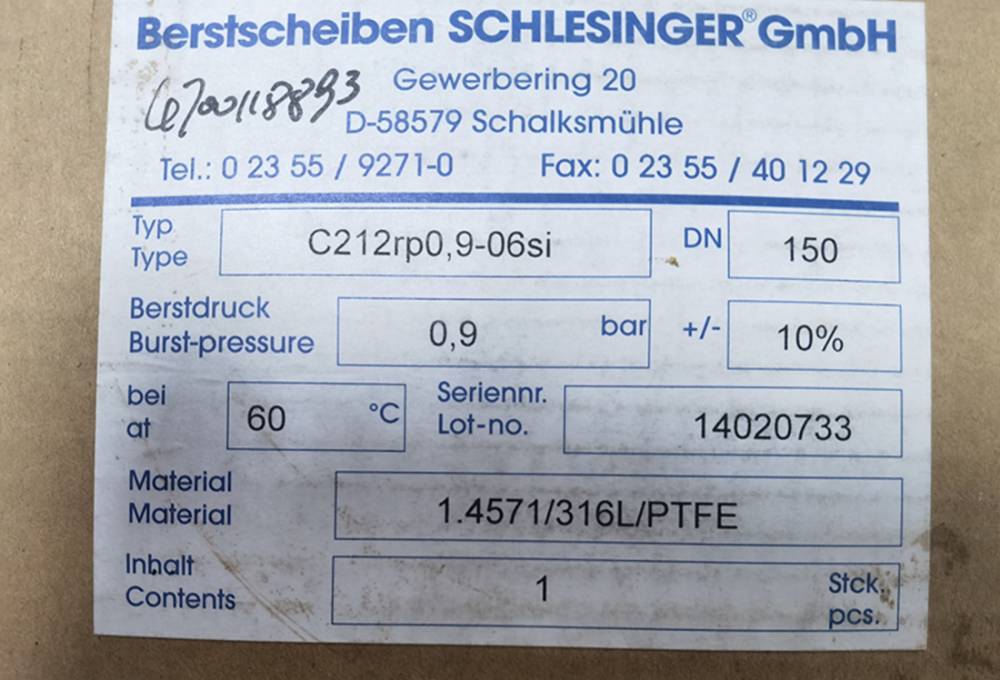 Berstscheiben SCHLESINGER® GmbH
Gewerbering 20
D-58579 Schalksmühle
Tel.: 0 23 55 / 9271-0 Fax: 0 23 55 / 40 12 29
Typ
Type
C212rp0,9-06si
DN
150
Berstdruck
Burst-pressure
0,9 bar
+/-
10%
bei
at
60 °C
Seriennr.
Lot-no.
14020733
Material
Material
1.4571/316L/PTFE
Inhalt
Contents
1
Stck.
pcs.